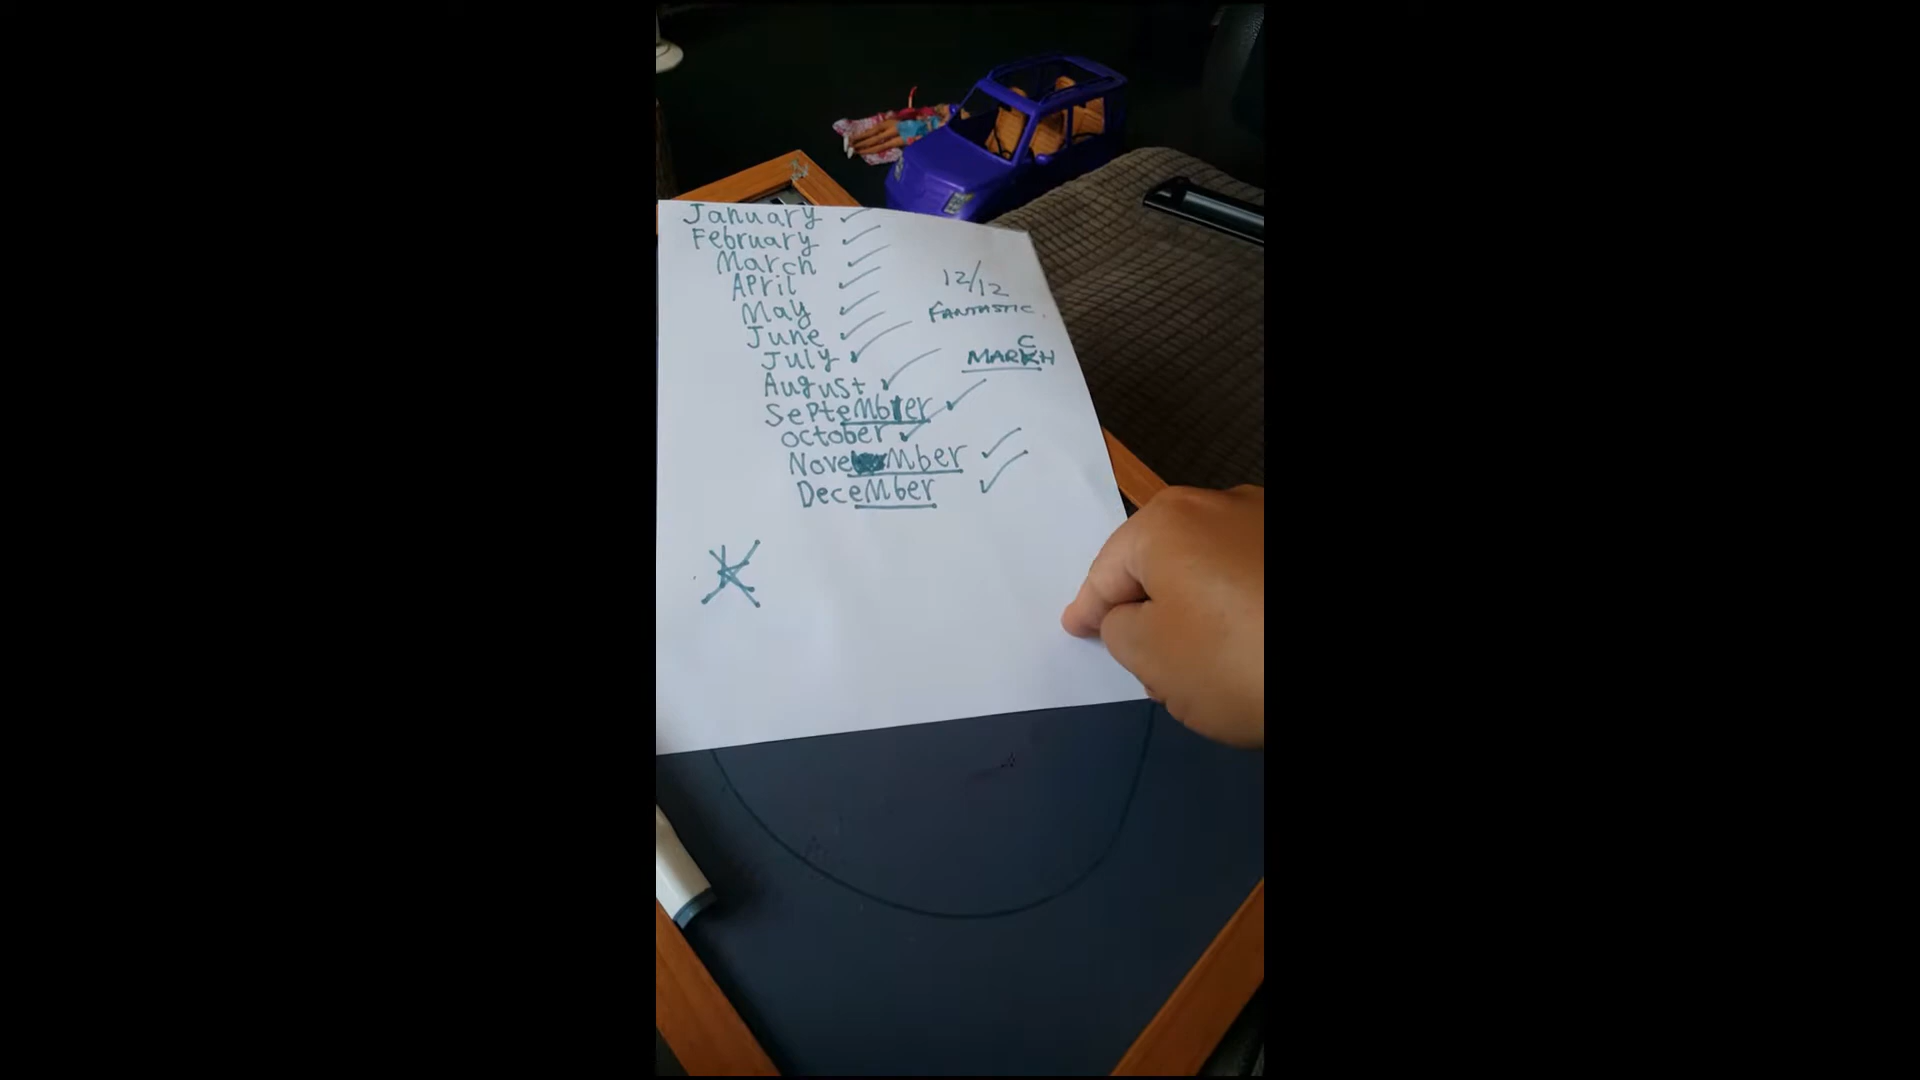 January
February
March
April
May
June
July
August
September
october
November
December
12/12
FANTASTIC.
MARCH